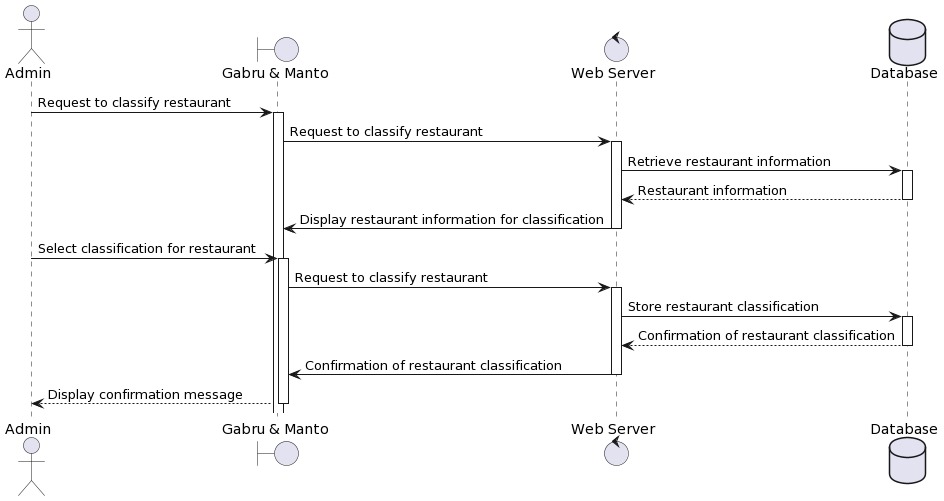 Admin
Gabru & Manto
Web Server
Database
Request to classify restaurant
Request to classify restaurant
Retrieve restaurant information
Restaurant information
Display restaurant information for classification
Select classification for restaurant
Request to classify restaurant
Store restaurant classification
Confirmation of restaurant classification
Confirmation of restaurant classification
Display confirmation message
Admin
Gabru & Manto
Web Server
Database